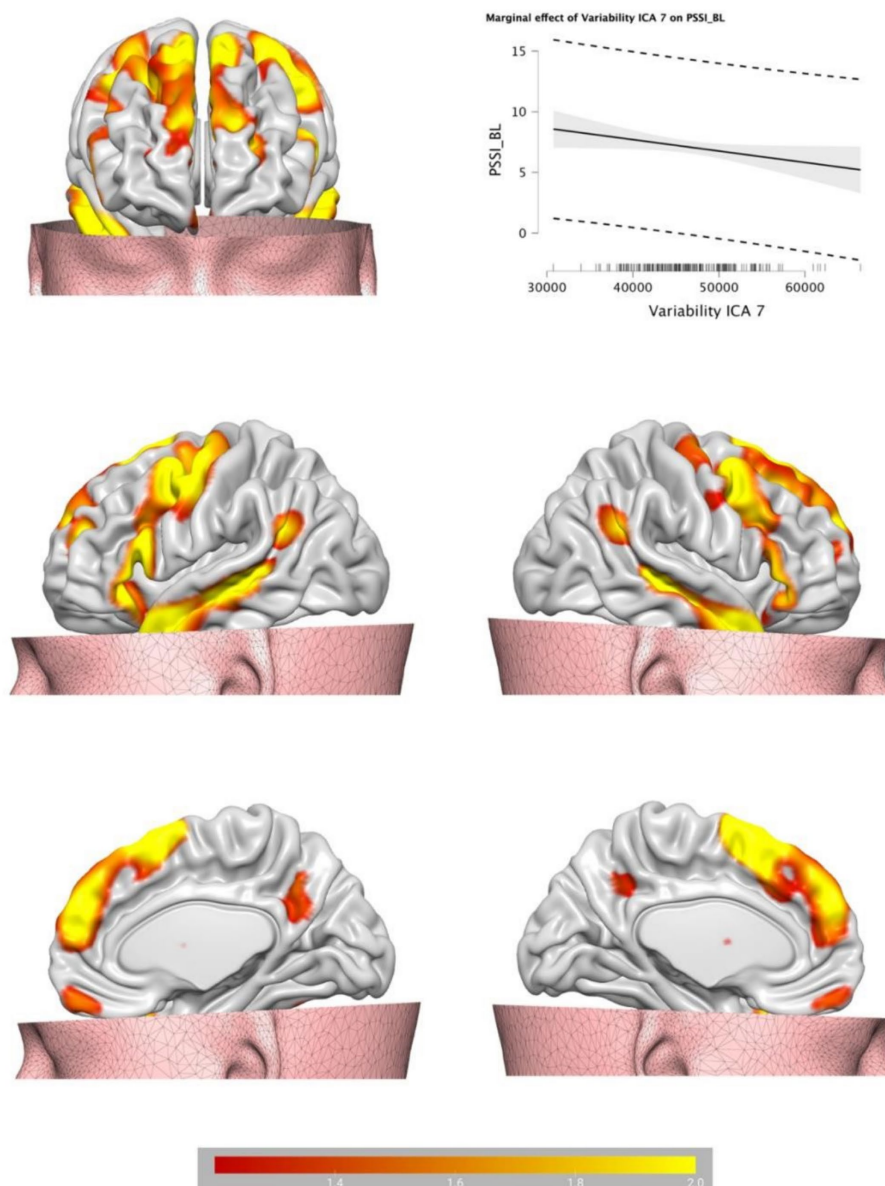 Marginal effect of Variability ICA 7 on PSSI_BL
15
10
5
0
PSSI_BL
30000 40000 50000 60000
Variability ICA 7
1.4 1.6 1.8 2.0